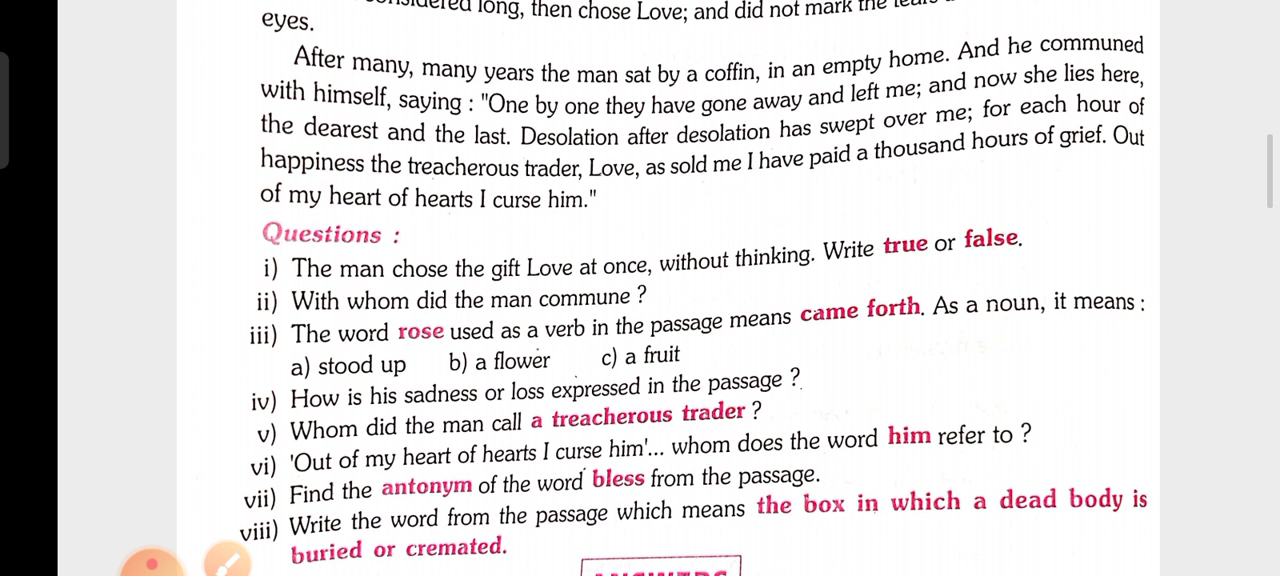 long, then chose Love; and did not mark the
eyes.
After many, many years the man sat by a coffin, in an empty home. And he communed
with himself, saying : "One by one they have gone away and left me; and now she lies here,
the dearest and the last. Desolation after desolation has swept over me; for each hour of
happiness the treacherous trader, Love, as sold me I have paid a thousand hours of grief. Out
of my heart of hearts I curse him."
Questions :
i) The man chose the gift Love at once, without thinking. Write true or false.
ii) With whom did the man commune ?
iii) The word rose used as a verb in the passage means came forth. As a noun, it means :
a) stood up b) a flower c) a fruit
iv) How is his sadness or loss expressed in the passage ?
v) Whom did the man call a treacherous trader ?
vi) 'Out of my heart of hearts I curse him'... whom does the word him refer to ?
vii) Find the antonym of the word bless from the passage.
viii) Write the word from the passage which means the box in which a dead body is
buried or cremated.